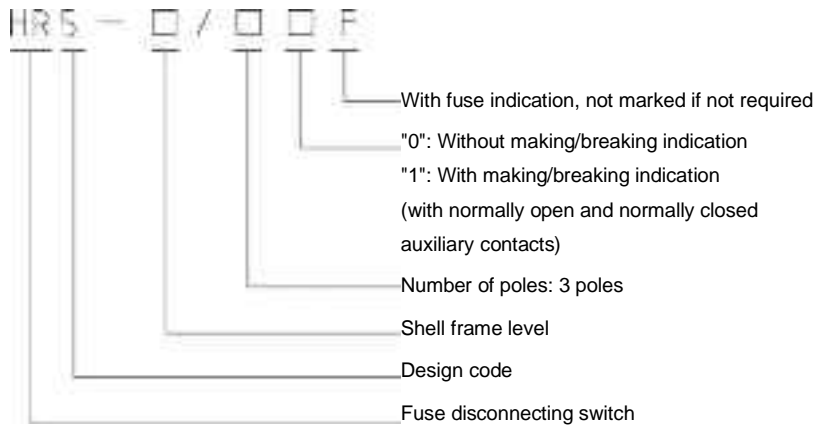 HR5 - □ / □ □ F
With fuse indication, not marked if not required
"0": Without making/breaking indication
"1": With making/breaking indication
(with normally open and normally closed
auxiliary contacts)
Number of poles: 3 poles
Shell frame level
Design code
Fuse disconnecting switch